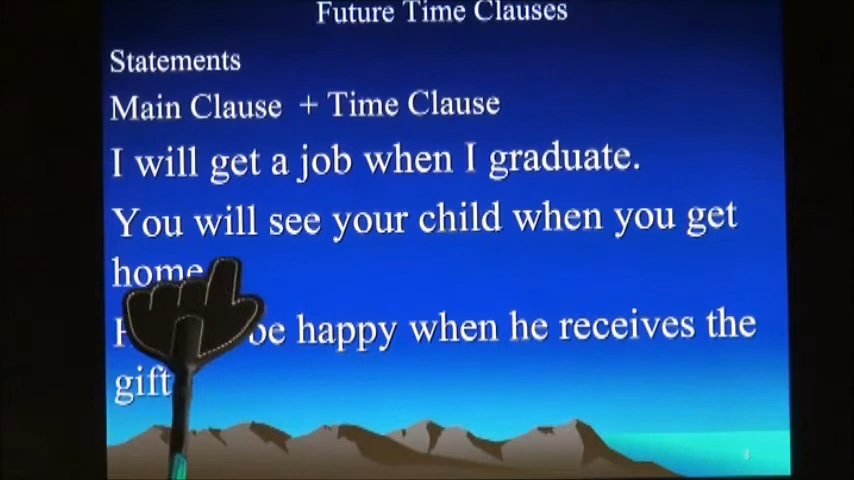 Future Time Clauses
Statements
Main Clause + Time Clause
I will get a job when I graduate.
You will see your child when you get
home
be happy when he receives the
gift